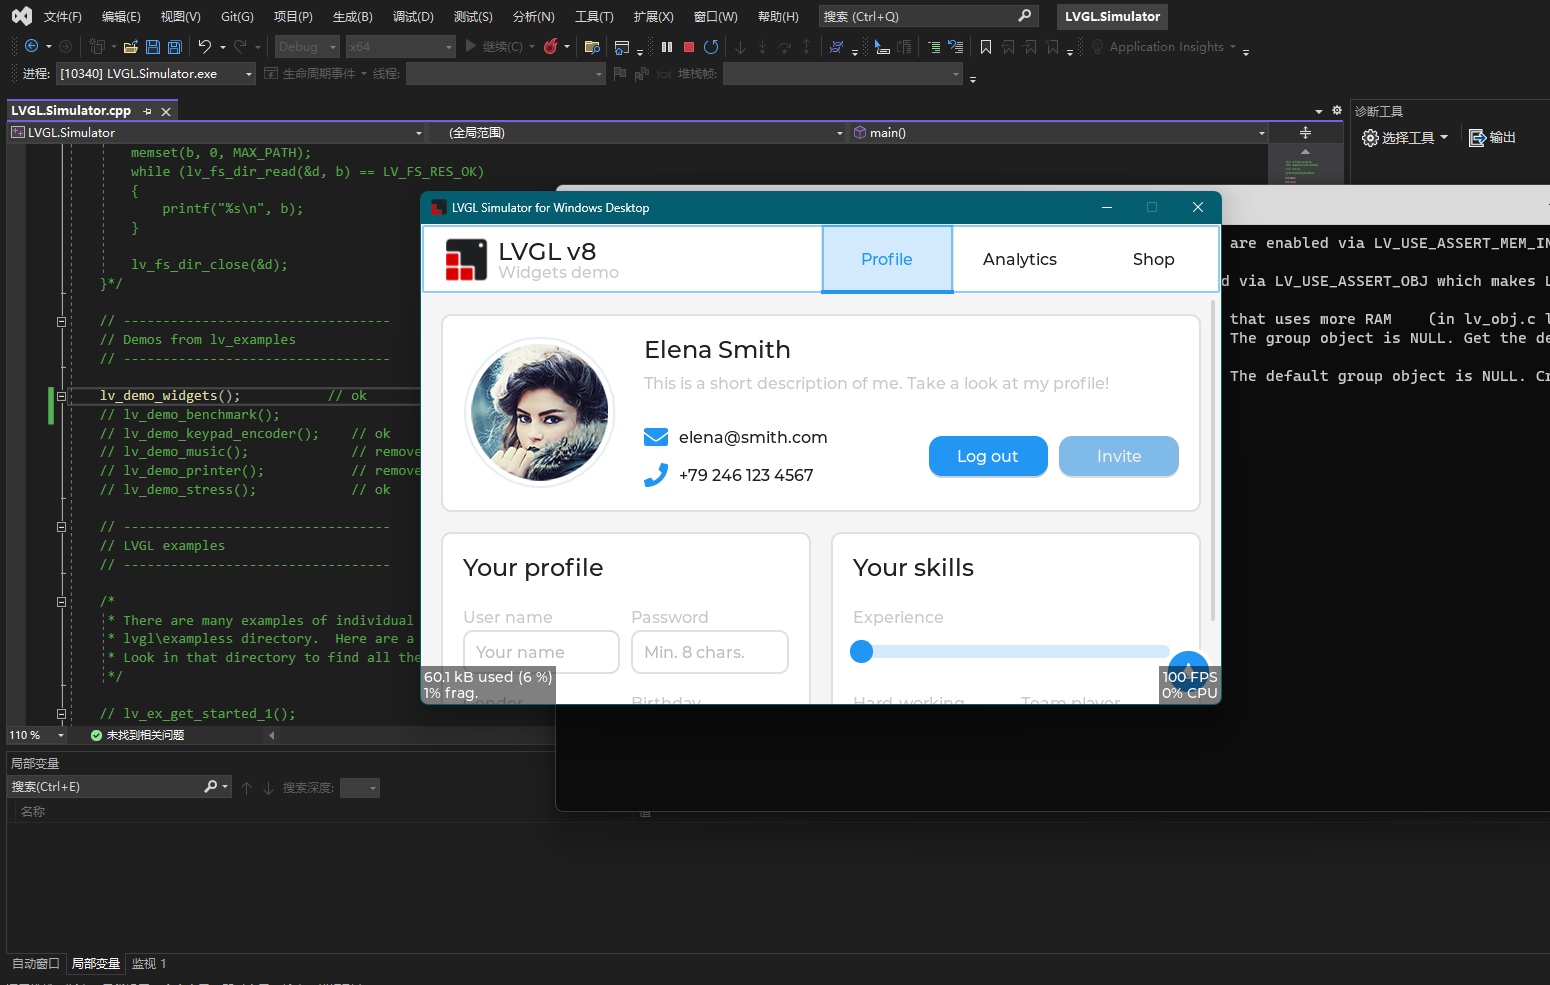 文件(F) 编辑(E) 视图(V) Git(G) 项目(P) 生成(B) 调试(D) 测试(S) 分析(N) 工具(T) 扩展(X) 窗口(W) 帮助(H) 搜索 (Ctrl+Q) LVGL.Simulator
Debug x64 继续(C) Application Insights
进程: [10340] LVGL.Simulator.exe 生命周期事件 线程: 堆栈帧:
LVGL.Simulator.cpp
诊断工具
LVGL.Simulator (全局范围) main()
选择工具 输出
memset(b, 0, MAX_PATH);
while (lv_fs_dir_read(&d, b) == LV_FS_RES_OK)
{
printf("%s\n", b);
}
lv_fs_dir_close(&d);
}*/
// ----------------------------------
// Demos from lv_examples
// ----------------------------------
lv_demo_widgets(); // ok
// lv_demo_benchmark();
// lv_demo_keypad_encoder(); // ok
// lv_demo_music(); // remove
// lv_demo_printer(); // remove
// lv_demo_stress(); // ok
// ----------------------------------
// LVGL examples
// ----------------------------------
/*
* There are many examples of individual
* lvgl\exampless directory. Here are a
* Look in that directory to find all the
*/
// lv_ex_get_started_1();
LVGL Simulator for Windows Desktop
LVGL v8
Widgets demo
Profile Analytics Shop
Elena Smith
This is a short description of me. Take a look at my profile!
elena@smith.com
+79 246 123 4567
Log out Invite
Your profile
User name Password
Your name Min. 8 chars.
Gender Birthday
60.1 kB used (6 %)
1% frag.
Your skills
Experience
Hard-working Team player
100 FPS
0% CPU
are enabled via LV_USE_ASSERT_MEM_IN
d via LV_USE_ASSERT_OBJ which makes L
that uses more RAM (in lv_obj.c l
The group object is NULL. Get the de
The default group object is NULL. Cr
110 % 未找到相关问题
局部变量
搜索(Ctrl+E) 搜索深度:
名称 值
自动窗口 局部变量 监视 1